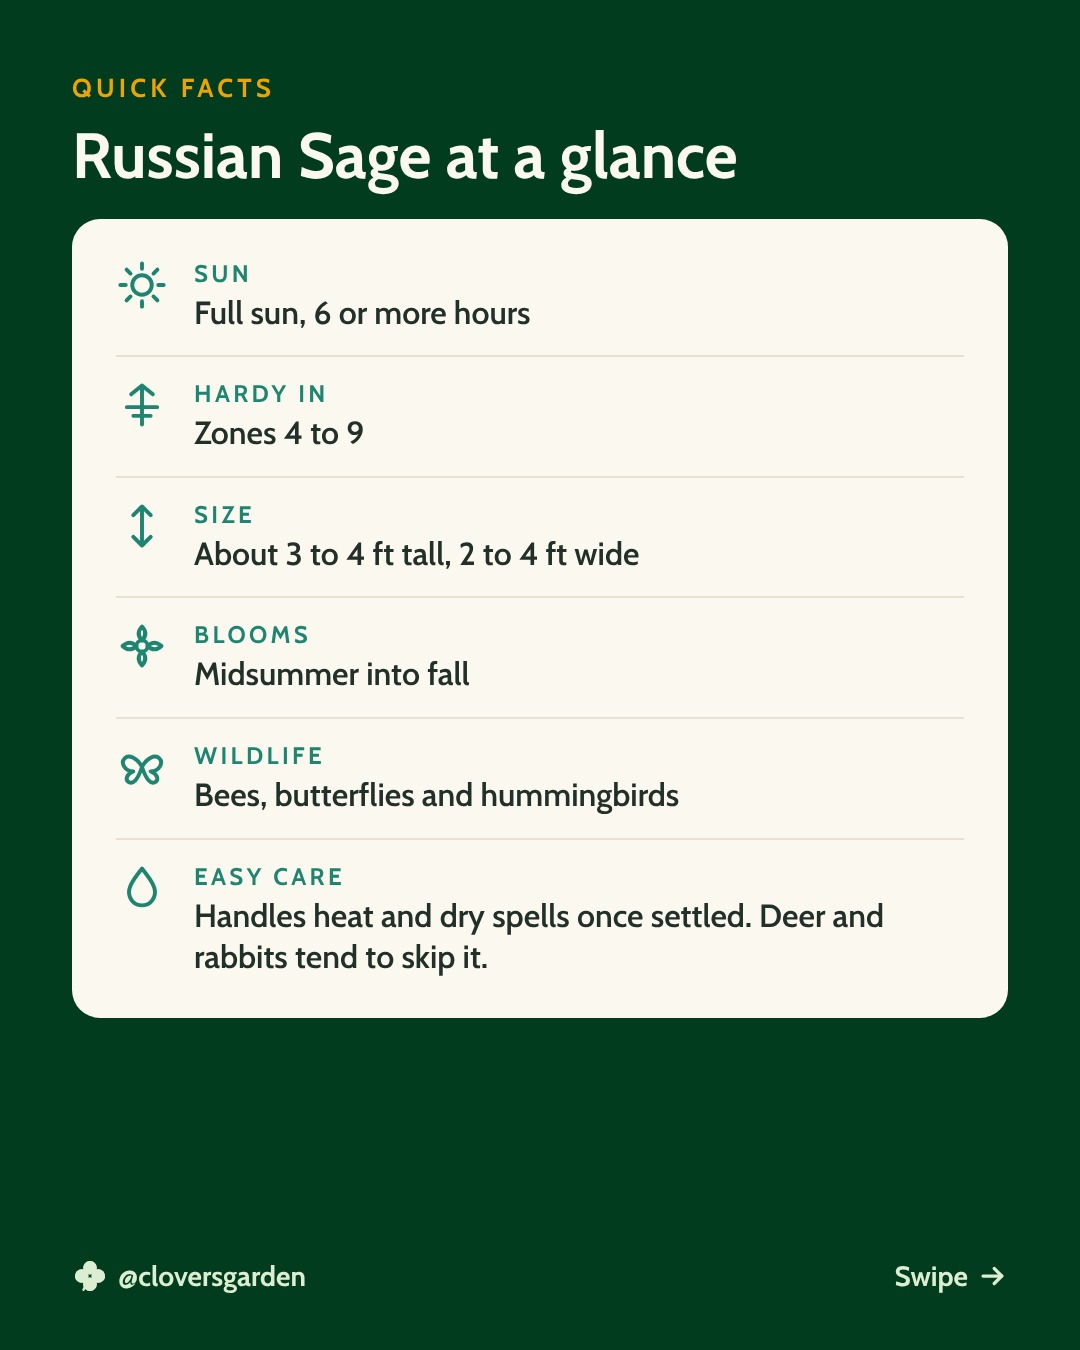 QUICK FACTS
Russian Sage at a glance
SUN
Full sun, 6 or more hours
HARDY IN
Zones 4 to 9
SIZE
About 3 to 4 ft tall, 2 to 4 ft wide
BLOOMS
Midsummer into fall
WILDLIFE
Bees, butterflies and hummingbirds
EASY CARE
Handles heat and dry spells once settled. Deer and
rabbits tend to skip it.
@cloversgarden
Swipe →